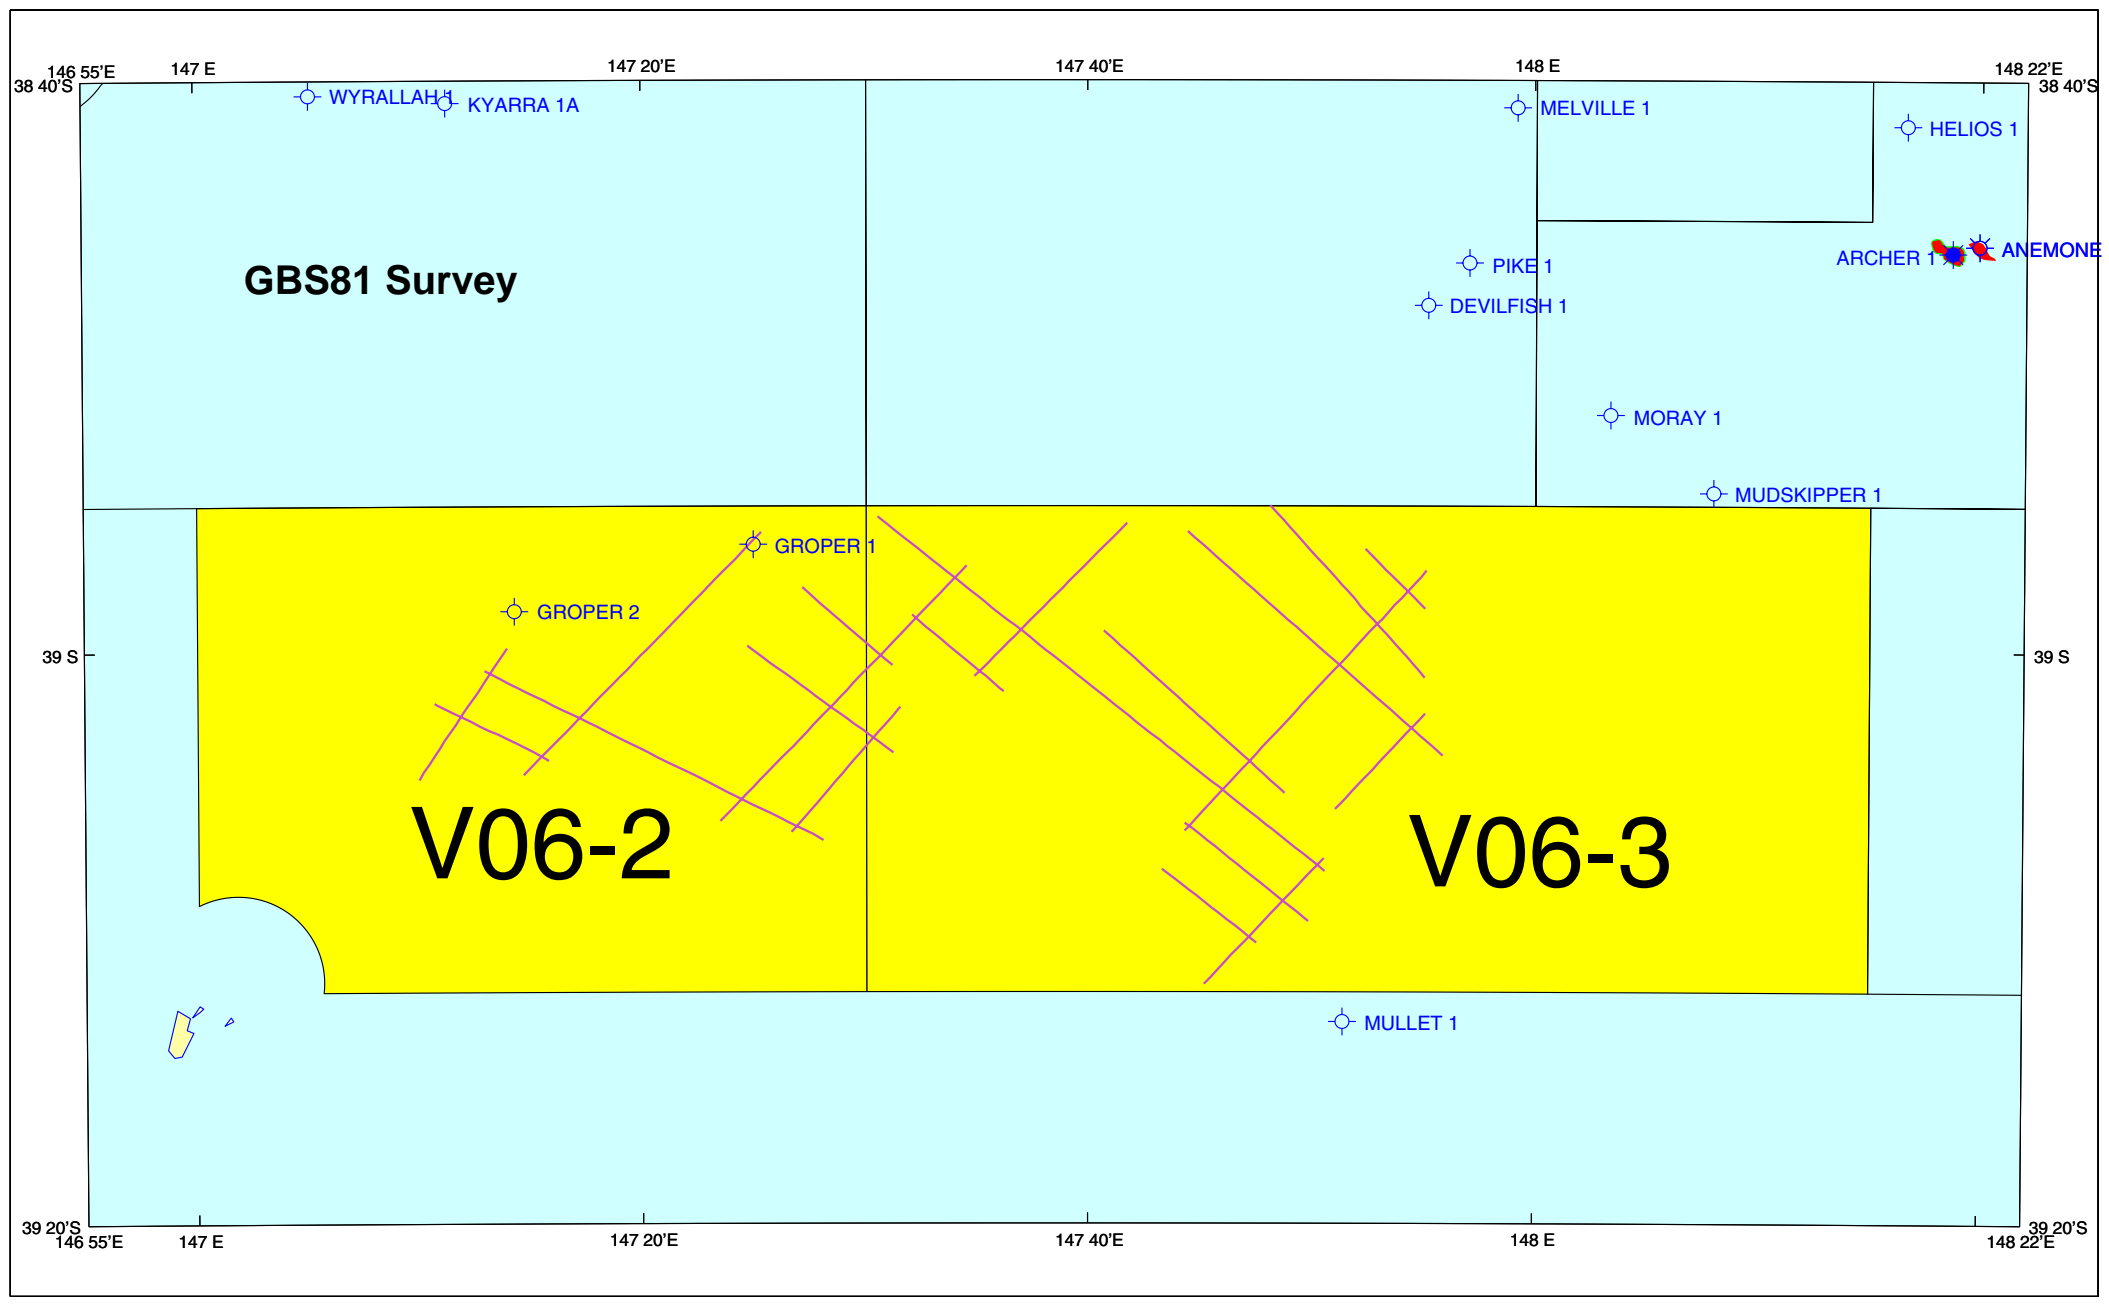 146 55'E
147 E
147 20'E
147 40'E
148 E
148 22'E
38 40'S
38 40'S
WYRALLAH 1
KYARRA 1A
MELVILLE 1
HELIOS 1
ARCHER 1
ANEMONE
GBS81 Survey
PIKE 1
DEVILFISH 1
MORAY 1
MUDSKIPPER 1
GROPER 1
GROPER 2
39 S
39 S
V06-2
V06-3
MULLET 1
39 20'S
39 20'S
146 55'E
147 E
147 20'E
147 40'E
148 E
148 22'E